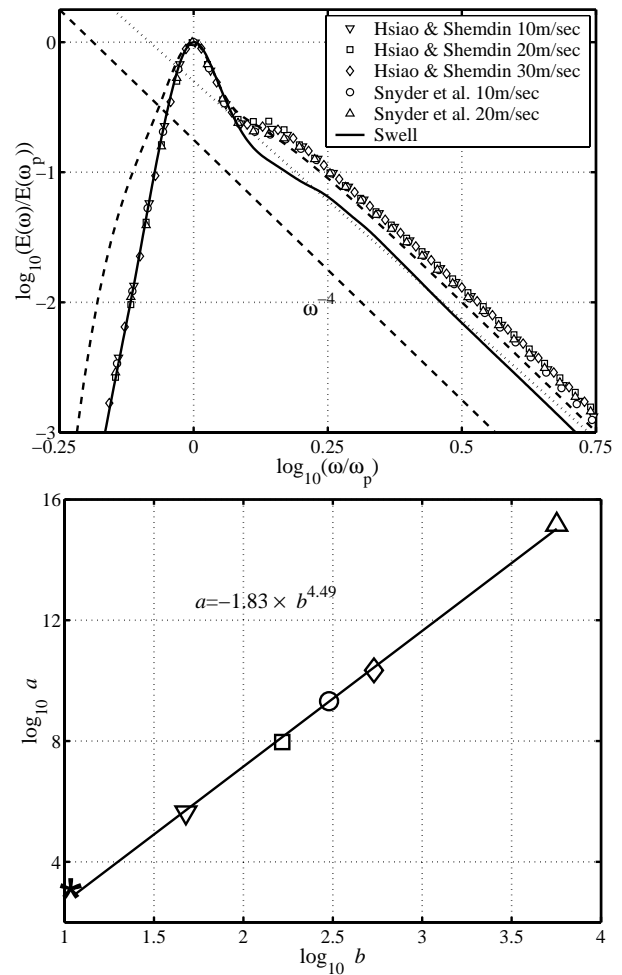 Hsiao & Shemdin 10m/sec
Hsiao & Shemdin 20m/sec
Hsiao & Shemdin 30m/sec
Snyder et al. 10m/sec
Snyder et al. 20m/sec
Swell
0
−1
−2
−3
log₁₀(E(ω)/E(ωₚ))
ω⁻⁴
−0.25
0
0.25
0.5
0.75
log₁₀(ω/ωₚ)
16
12
8
4
log₁₀ a
a=−1.83 × b⁴·⁴⁹
1
1.5
2
2.5
3
3.5
4
log₁₀ b